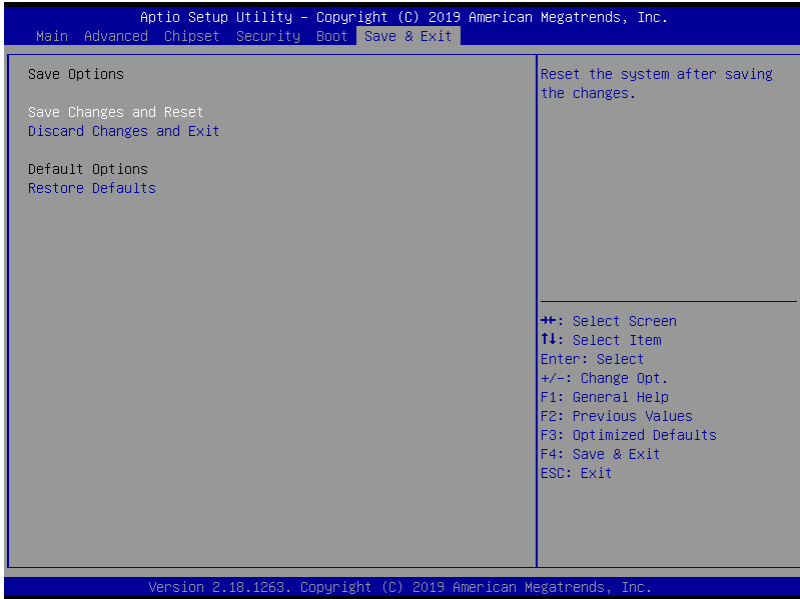 Aptio Setup Utility – Copyright (C) 2019 American Megatrends, Inc.
Main Advanced Chipset Security Boot Save & Exit
Save Options
Save Changes and Reset
Discard Changes and Exit
Default Options
Restore Defaults
Reset the system after saving
the changes.
→←: Select Screen
↑↓: Select Item
Enter: Select
+/-: Change Opt.
F1: General Help
F2: Previous Values
F3: Optimized Defaults
F4: Save & Exit
ESC: Exit
Version 2.18.1263. Copyright (C) 2019 American Megatrends, Inc.